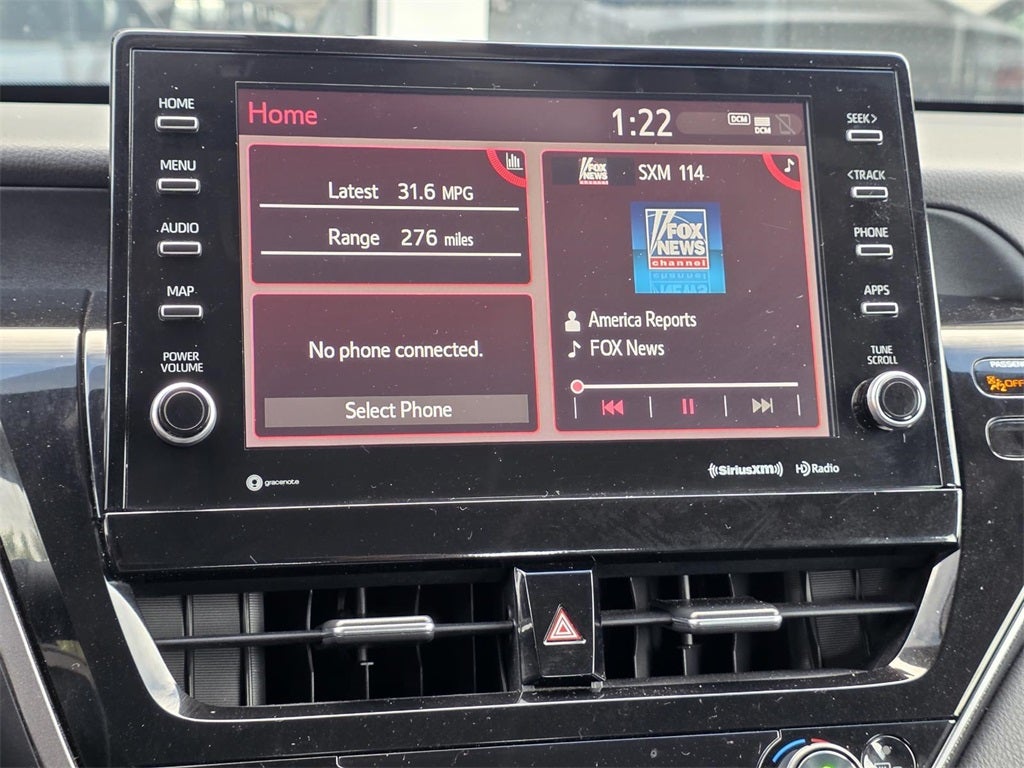 HOME
MENU
AUDIO
MAP
POWER
VOLUME
Home
1:22
DCM
DCM
Latest 31.6 MPG
Range 276 miles
No phone connected.
Select Phone
FOX
NEWS
SXM 114
FOX
NEWS
channel
America Reports
FOX News
SEEK>
<TRACK
PHONE
APPS
TUNE
SCROLL
gracenote
((SiriusXM))
HD Radio
PASSENGER
OFF